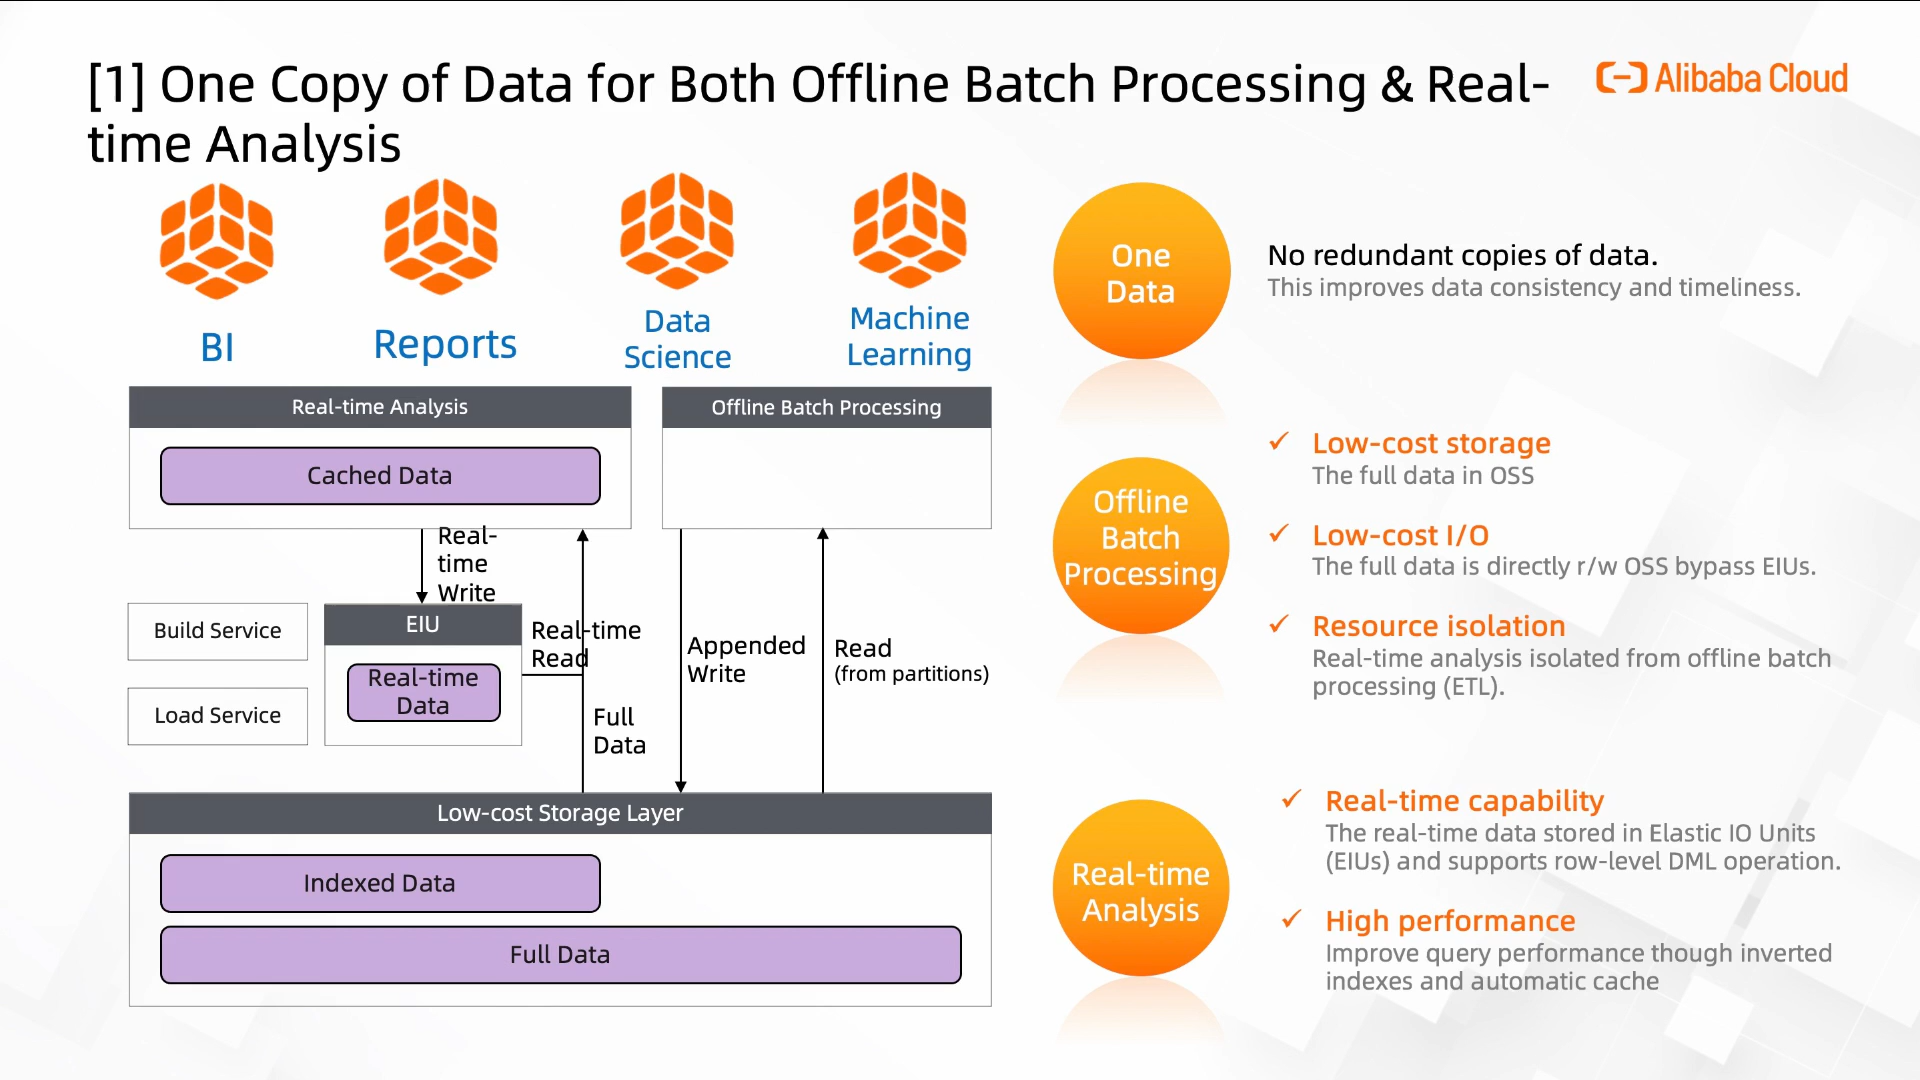 [1] One Copy of Data for Both Offline Batch Processing & Real-
time Analysis
Alibaba Cloud
BI
Reports
Data
Science
Machine
Learning
Real-time Analysis
Cached Data
Offline Batch Processing
Real-
time
Write
Build Service
Load Service
EIU
Real-time
Data
Real-time
Read
Full
Data
Appended
Write
Read
(from partitions)
Low-cost Storage Layer
Indexed Data
Full Data
One
Data
No redundant copies of data.
This improves data consistency and timeliness.
Offline
Batch
Processing
✓ Low-cost storage
The full data in OSS
✓ Low-cost I/O
The full data is directly r/w OSS bypass EIUs.
✓ Resource isolation
Real-time analysis isolated from offline batch
processing (ETL).
Real-time
Analysis
✓ Real-time capability
The real-time data stored in Elastic IO Units
(EIUs) and supports row-level DML operation.
✓ High performance
Improve query performance though inverted
indexes and automatic cache